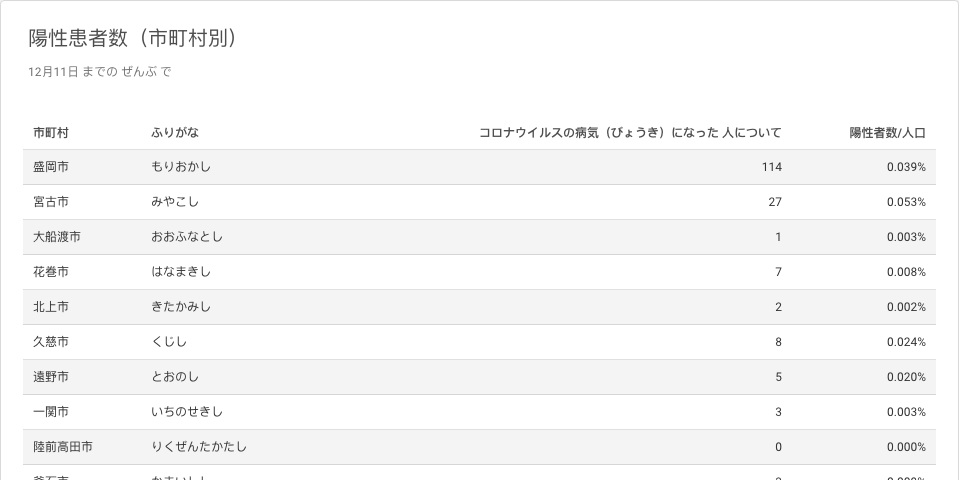 陽性患者数（市町村別）
12月11日 までの ぜんぶ で
市町村 ふりがな コロナウイルスの病気（びょうき）になった 人について 陽性者数/人口
盛岡市 もりおかし 114 0.039%
宮古市 みやこし 27 0.053%
大船渡市 おおふなとし 1 0.003%
花巻市 はなまきし 7 0.008%
北上市 きたかみし 2 0.002%
久慈市 くじし 8 0.024%
遠野市 とおのし 5 0.020%
一関市 いちのせきし 3 0.003%
陸前高田市 りくぜんたかたし 0 0.000%